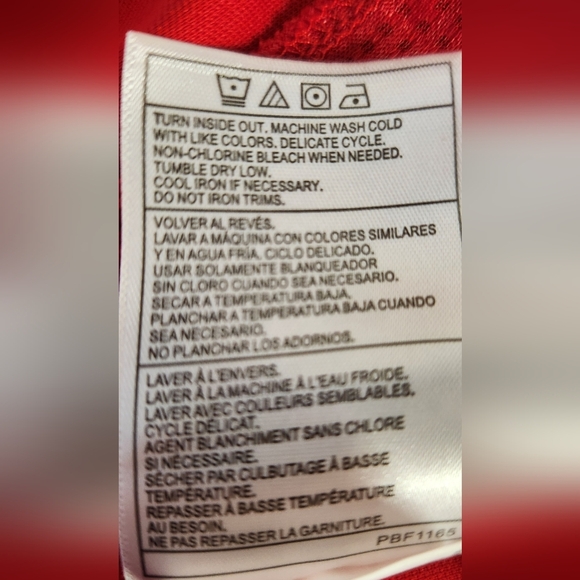 TURN INSIDE OUT. MACHINE WASH COLD
WITH LIKE COLORS. DELICATE CYCLE.
NON-CHLORINE BLEACH WHEN NEEDED.
TUMBLE DRY LOW.
COOL IRON IF NECESSARY.
DO NOT IRON TRIMS.
VOLVER AL REVÉS.
LAVAR A MÁQUINA CON COLORES SIMILARES
Y EN AGUA FRÍA. CICLO DELICADO.
USAR SOLAMENTE BLANQUEADOR
SIN CLORO CUANDO SEA NECESARIO.
SECAR A TEMPERATURA BAJA.
PLANCHAR A TEMPERATURA BAJA CUANDO
SEA NECESARIO.
NO PLANCHAR LOS ADORNOS.
LAVER À L'ENVERS.
LAVER À LA MACHINE À L'EAU FROIDE.
LAVER AVEC COULEURS SEMBLABLES.
CYCLE DÉLICAT.
AGENT BLANCHIMENT SANS CHLORE
SI NÉCESSAIRE.
SÉCHER PAR CULBUTAGE À BASSE
TEMPÉRATURE.
REPASSER À BASSE TEMPÉRATURE
AU BESOIN.
NE PAS REPASSER LA GARNITURE.
PBF1165